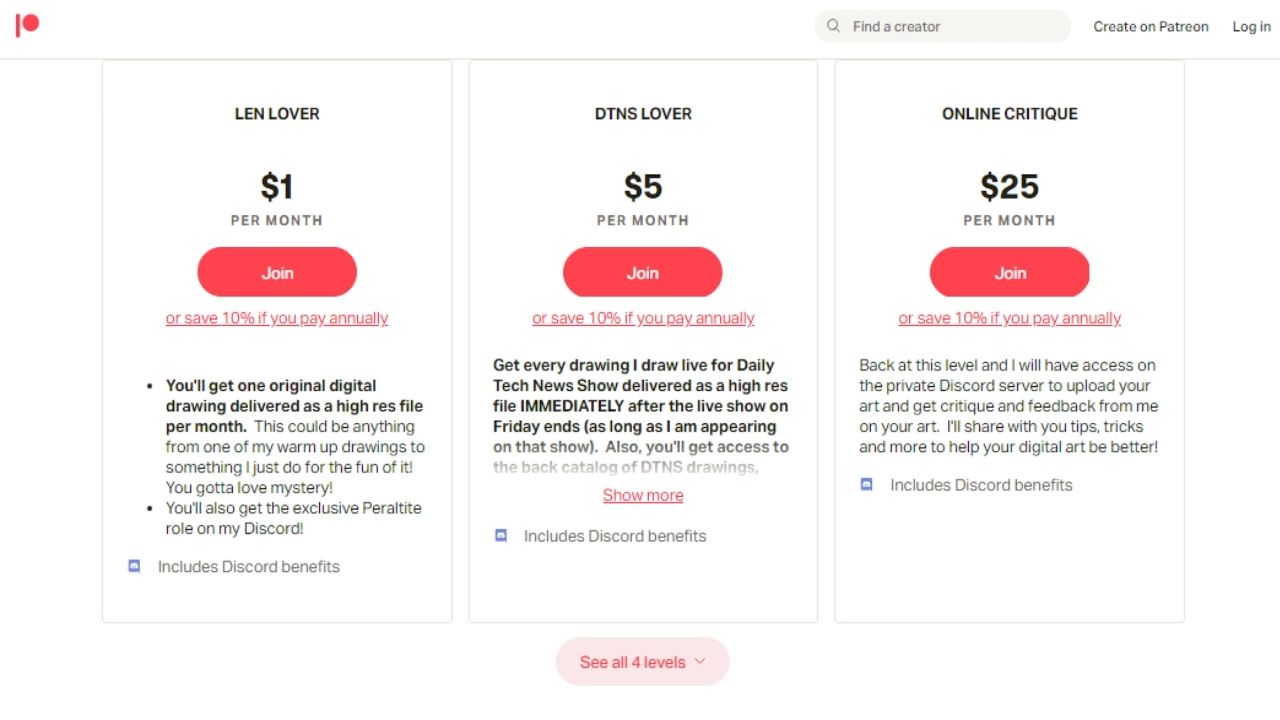 Find a creator
Create on Patreon
Log in
LEN LOVER
$1
PER MONTH
Join
or save 10% if you pay annually
• You'll get one original digital
drawing delivered as a high res file
per month. This could be anything
from one of my warm up drawings to
something I just do for the fun of it!
You gotta love mystery!
• You'll also get the exclusive Peraltite
role on my Discord!
Includes Discord benefits
DTNS LOVER
$5
PER MONTH
Join
or save 10% if you pay annually
Get every drawing I draw live for Daily
Tech News Show delivered as a high res
file IMMEDIATELY after the live show on
Friday ends (as long as I am appearing
on that show). Also, you'll get access to
the back catalog of DTNS drawings,
Show more
Includes Discord benefits
ONLINE CRITIQUE
$25
PER MONTH
Join
or save 10% if you pay annually
Back at this level and I will have access on
the private Discord server to upload your
art and get critique and feedback from me
on your art. I'll share with you tips, tricks
and more to help your digital art be better!
Includes Discord benefits
See all 4 levels